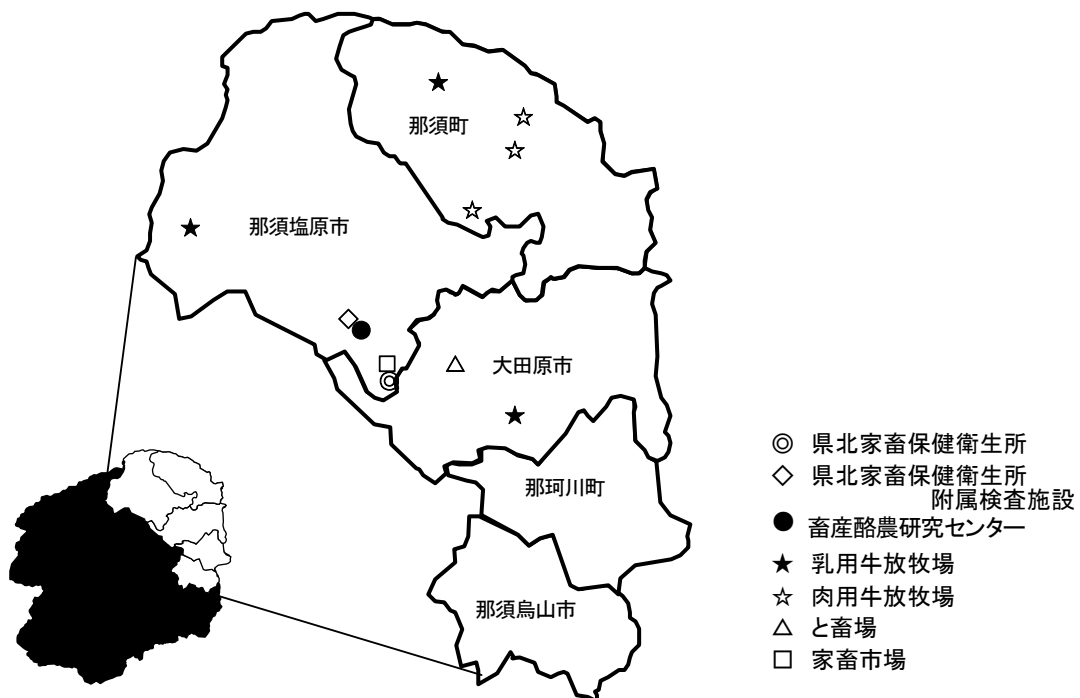 那須町
那須塩原市
大田原市
那珂川町
那須烏山市
◎ 県北家畜保健衛生所
◇ 県北家畜保健衛生所
附属検査施設
● 畜産酪農研究センター
★ 乳用牛放牧場
☆ 肉用牛放牧場
△ と畜場
□ 家畜市場